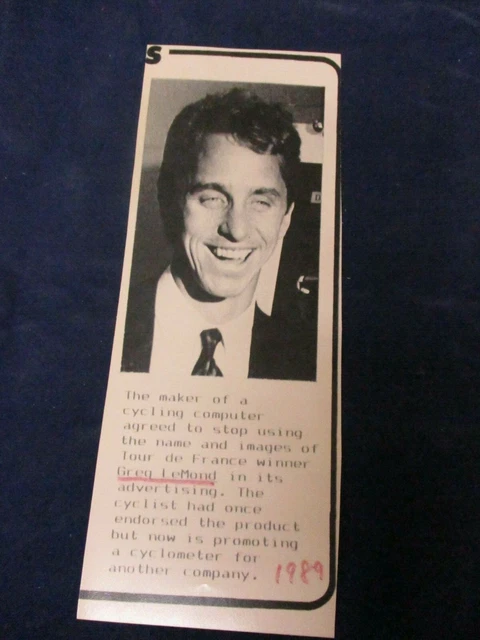 S
D
The maker of a
cycling computer
agreed to stop using
the name and images of
Tour de France winner
Greg LeMond in its
advertising. The
cyclist had once
endorsed the product
but now is promoting
a cyclometer for
another company.
1989